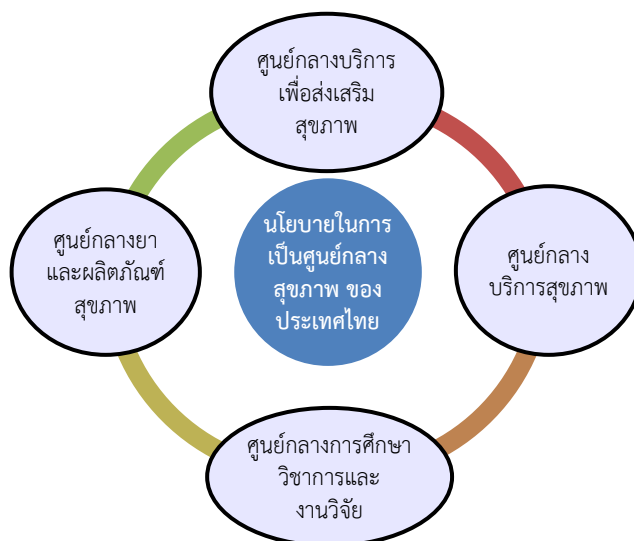 ศูนย์กลางบริการ
เพื่อส่งเสริม
สุขภาพ
นโยบายในการ
เป็นศูนย์กลาง
สุขภาพ ของ
ประเทศไทย
ศูนย์กลาง
บริการสุขภาพ
ศูนย์กลางการศึกษา
วิชาการและ
งานวิจัย
ศูนย์กลางยา
และผลิตภัณฑ์
สุขภาพ